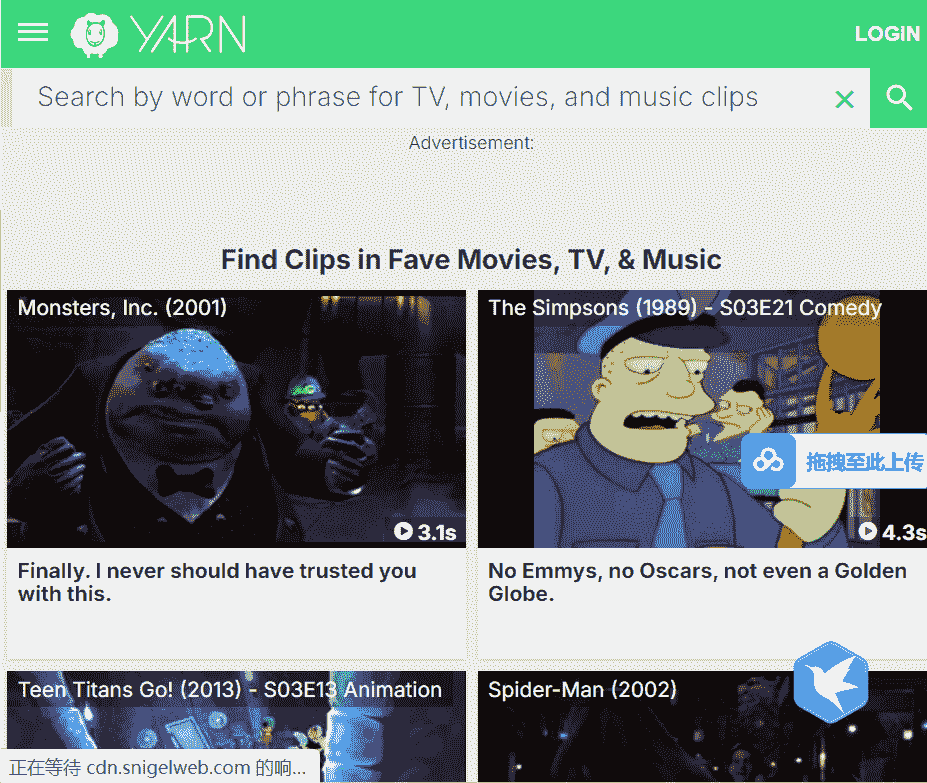 YARN
LOGIN
Search by word or phrase for TV, movies, and music clips
Advertisement:
Find Clips in Fave Movies, TV, & Music
Monsters, Inc. (2001)
3.1s
Finally. I never should have trusted you
with this.
The Simpsons (1989) - S03E21 Comedy
拖拽至此上传
4.3s
No Emmys, no Oscars, not even a Golden
Globe.
Teen Titans Go! (2013) - S03E13 Animation
Spider-Man (2002)
正在等待 cdn.snigelweb.com 的响...